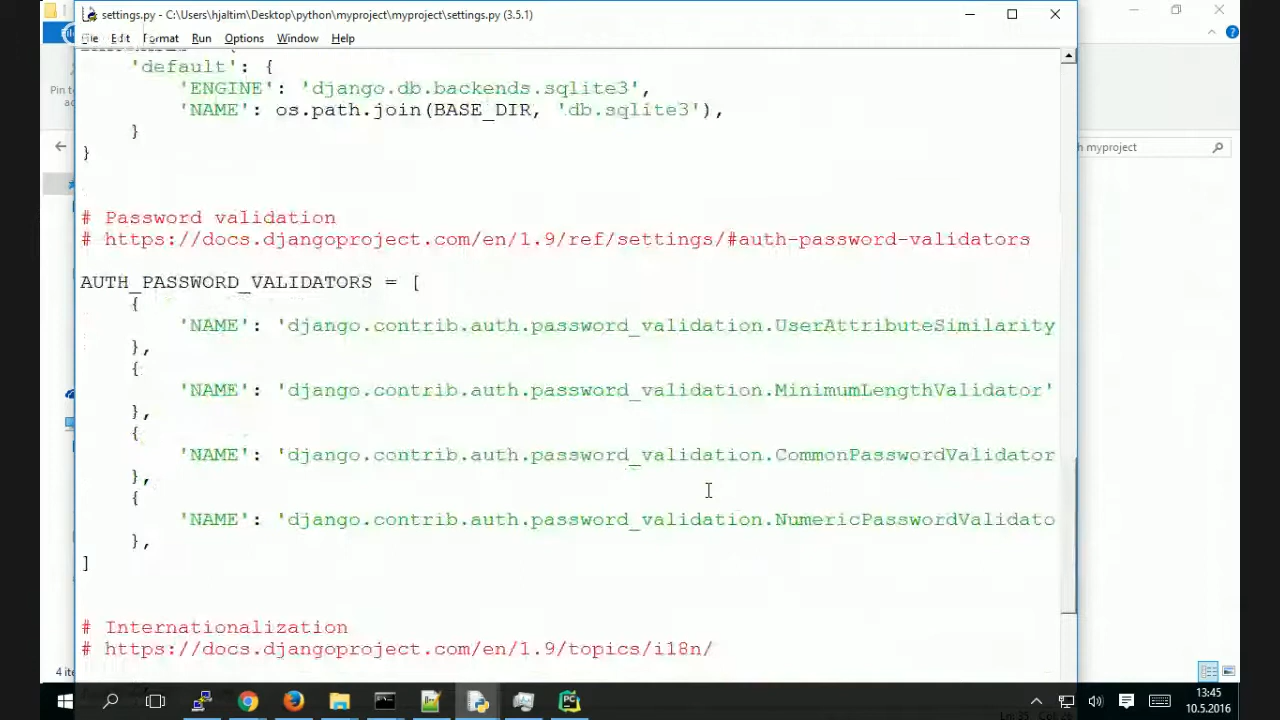 settings.py - C:\Users\hjaltim\Desktop\python\myproject\myproject\settings.py (3.5.1)
File Edit Format Run Options Window Help
'default': {
'ENGINE': 'django.db.backends.sqlite3',
'NAME': os.path.join(BASE_DIR, 'db.sqlite3'),
}
}
# Password validation
# https://docs.djangoproject.com/en/1.9/ref/settings/#auth-password-validators
AUTH_PASSWORD_VALIDATORS = [
{
'NAME': 'django.contrib.auth.password_validation.UserAttributeSimilarity
},
{
'NAME': 'django.contrib.auth.password_validation.MinimumLengthValidator'
},
{
'NAME': 'django.contrib.auth.password_validation.CommonPasswordValidator
},
{
'NAME': 'django.contrib.auth.password_validation.NumericPasswordValidato
},
]
# Internationalization
# https://docs.djangoproject.com/en/1.9/topics/i18n/
Pin to
myproject
4 ite
13:45
10.5.2016